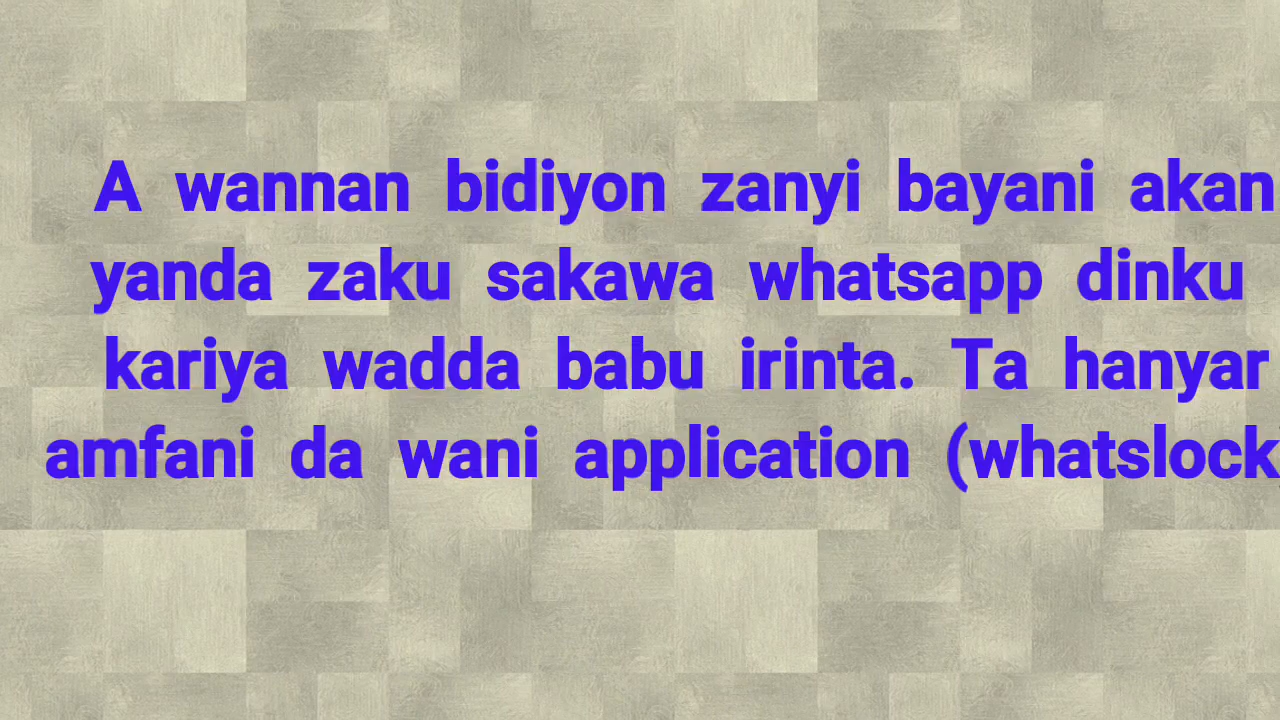 A wannan bidiyon zanyi bayani akan
yanda zaku sakawa whatsapp dinku
kariya wadda babu irinta. Ta hanyar
amfani da wani application (whatslock